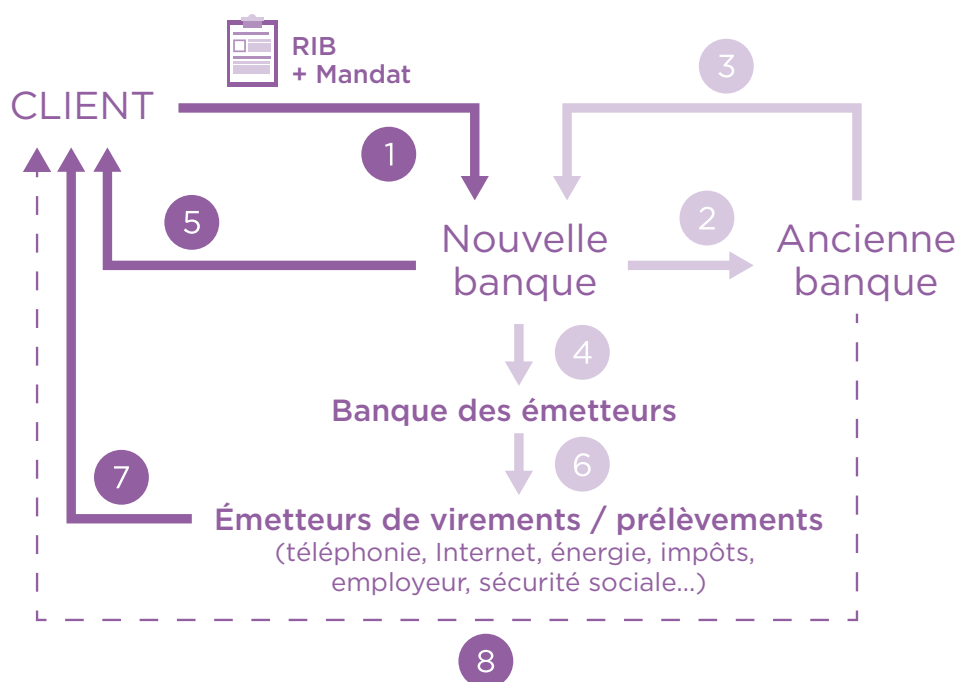 RIB
+ Mandat
3
CLIENT
1
5
2
Nouvelle
banque
Ancienne
banque
4
Banque des émetteurs
6
7
Émetteurs de virements / prélèvements
(téléphonie, Internet, énergie, impôts,
employeur, sécurité sociale...)
8